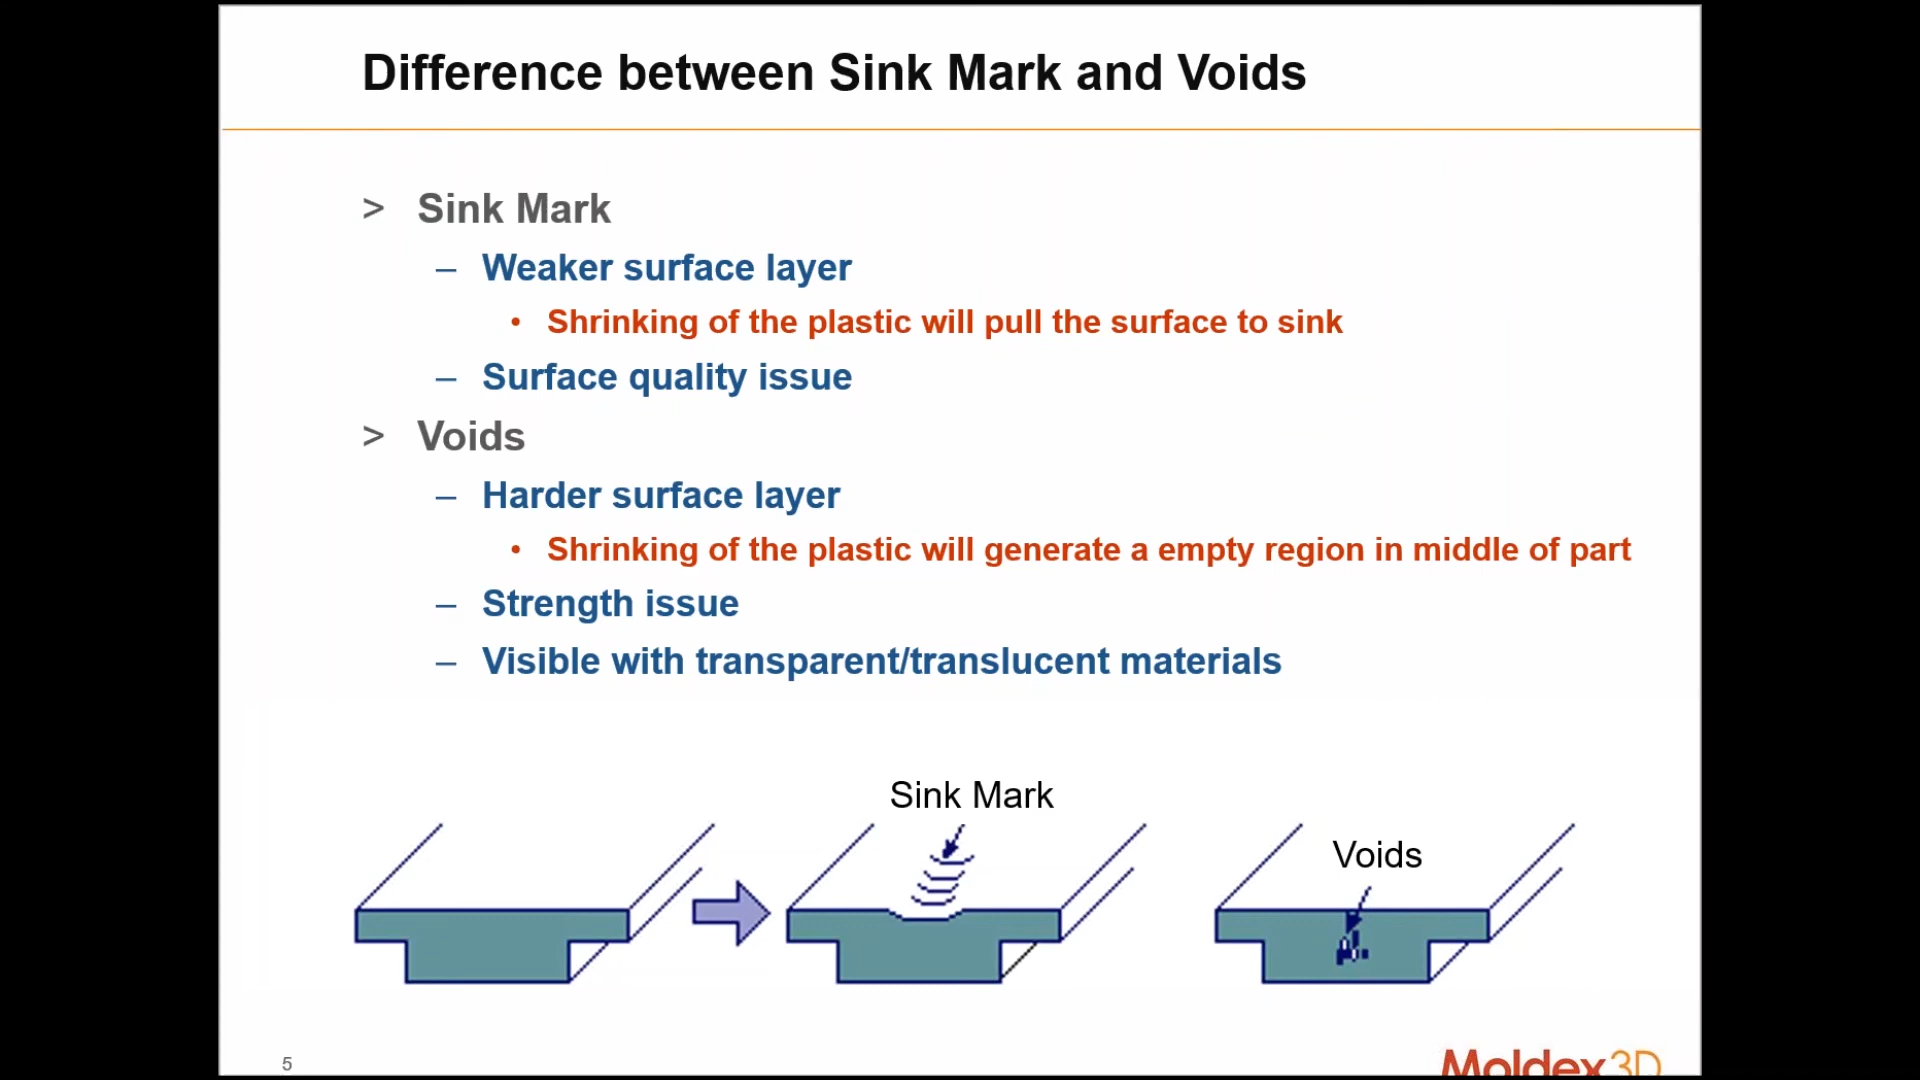 Difference between Sink Mark and Voids
> Sink Mark
– Weaker surface layer
• Shrinking of the plastic will pull the surface to sink
– Surface quality issue
> Voids
– Harder surface layer
• Shrinking of the plastic will generate a empty region in middle of part
– Strength issue
– Visible with transparent/translucent materials
Sink Mark
Voids
5
Moldex3D